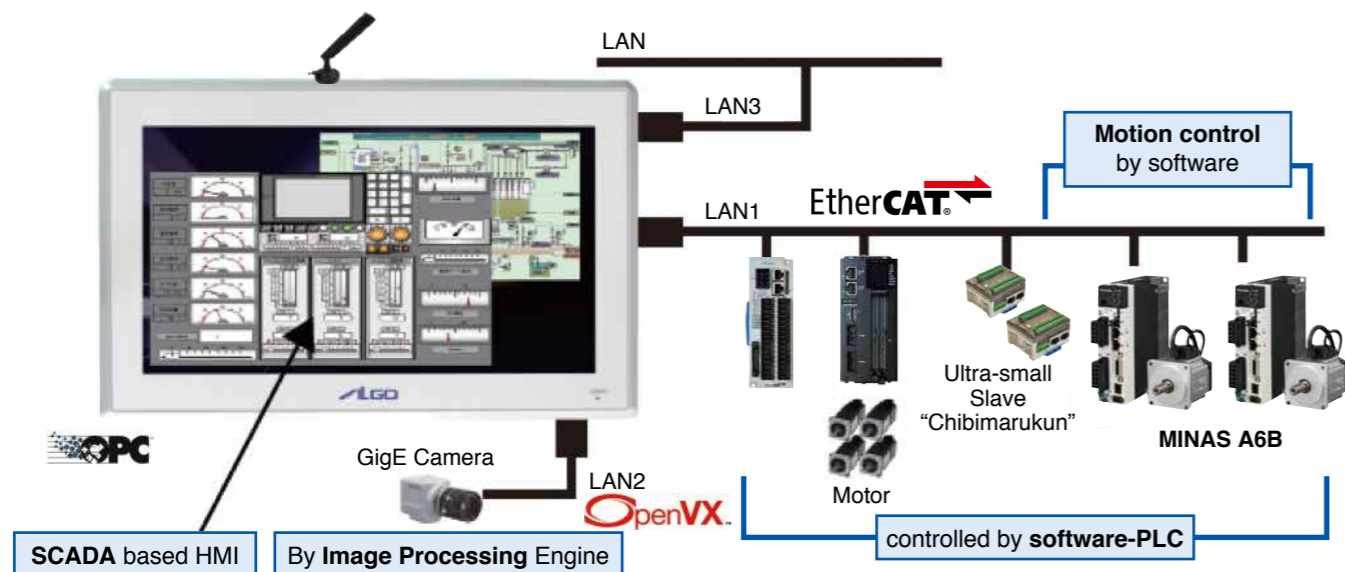 LAN
LAN3
Motion control
by software
EtherCAT®
LAN1
ALGO
Ultra-small
Slave
“Chibimarukun”
MINAS A6B
OPC
GigE Camera
LAN2
OpenVX™
Motor
SCADA based HMI
By Image Processing Engine
controlled by software-PLC